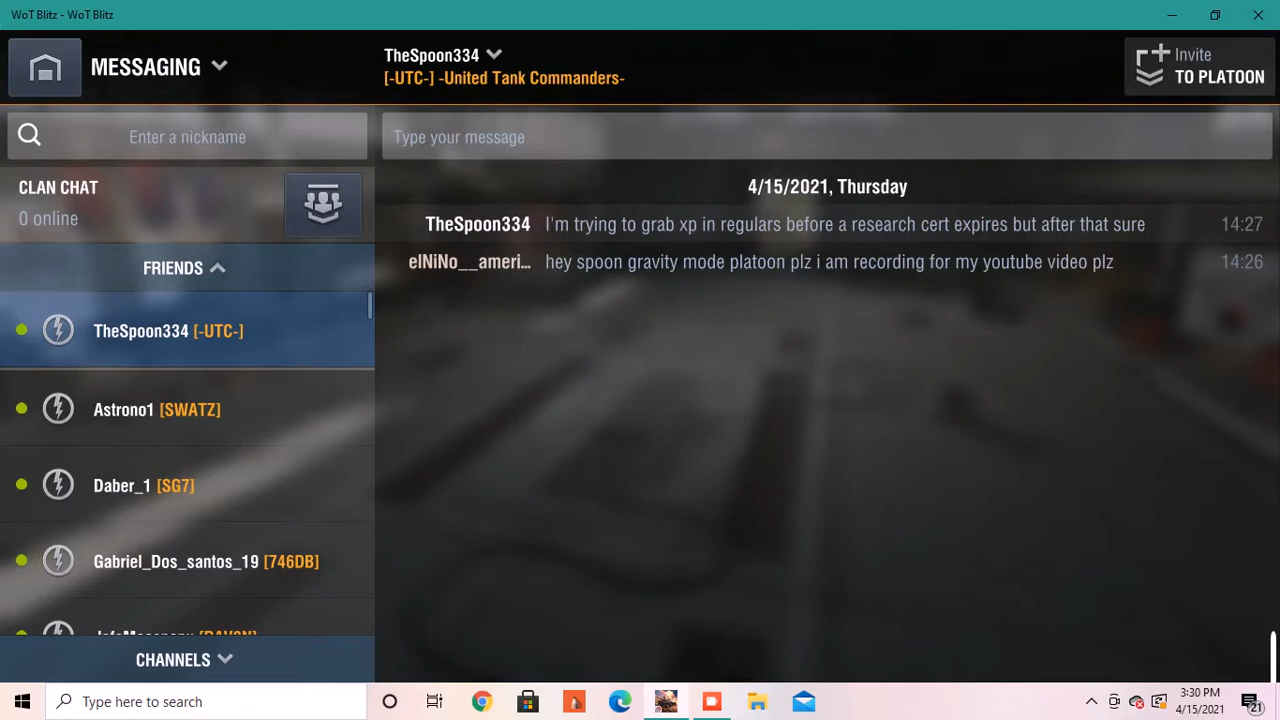 WoT Blitz - WoT Blitz
MESSAGING
TheSpoon334
[-UTC-] -United Tank Commanders-
Invite
TO PLATOON
Enter a nickname
Type your message
CLAN CHAT
0 online
4/15/2021, Thursday
TheSpoon334 I'm trying to grab xp in regulars before a research cert expires but after that sure 14:27
elNiNo__ameri... hey spoon gravity mode platoon plz i am recording for my youtube video plz 14:26
FRIENDS
TheSpoon334 [-UTC-]
Astrono1 [SWATZ]
Daber_1 [SG7]
Gabriel_Dos_santos_19 [746DB]
CHANNELS
Type here to search
3:30 PM
4/15/2021
21